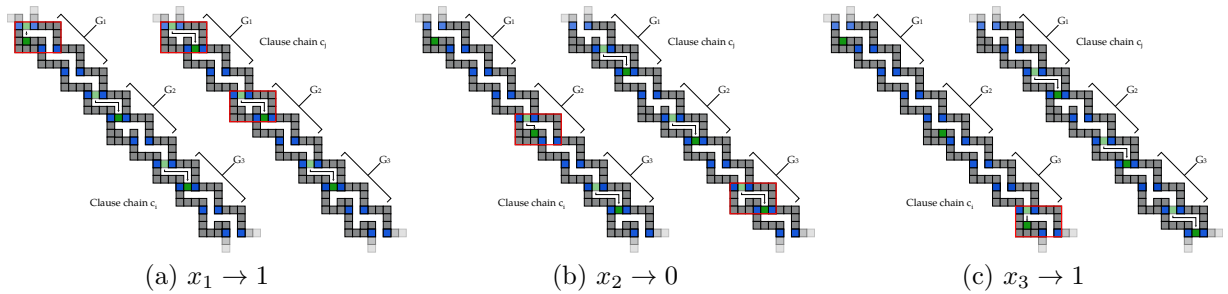 G₁
G₁
Clause chain cⱼ
G₂
G₂
G₃
G₃
Clause chain cᵢ
(a) x₁ → 1
G₁
G₁
Clause chain cⱼ
G₂
G₂
G₃
G₃
Clause chain cᵢ
(b) x₂ → 0
G₁
G₁
Clause chain cⱼ
G₂
G₂
G₃
G₃
Clause chain cᵢ
(c) x₃ → 1